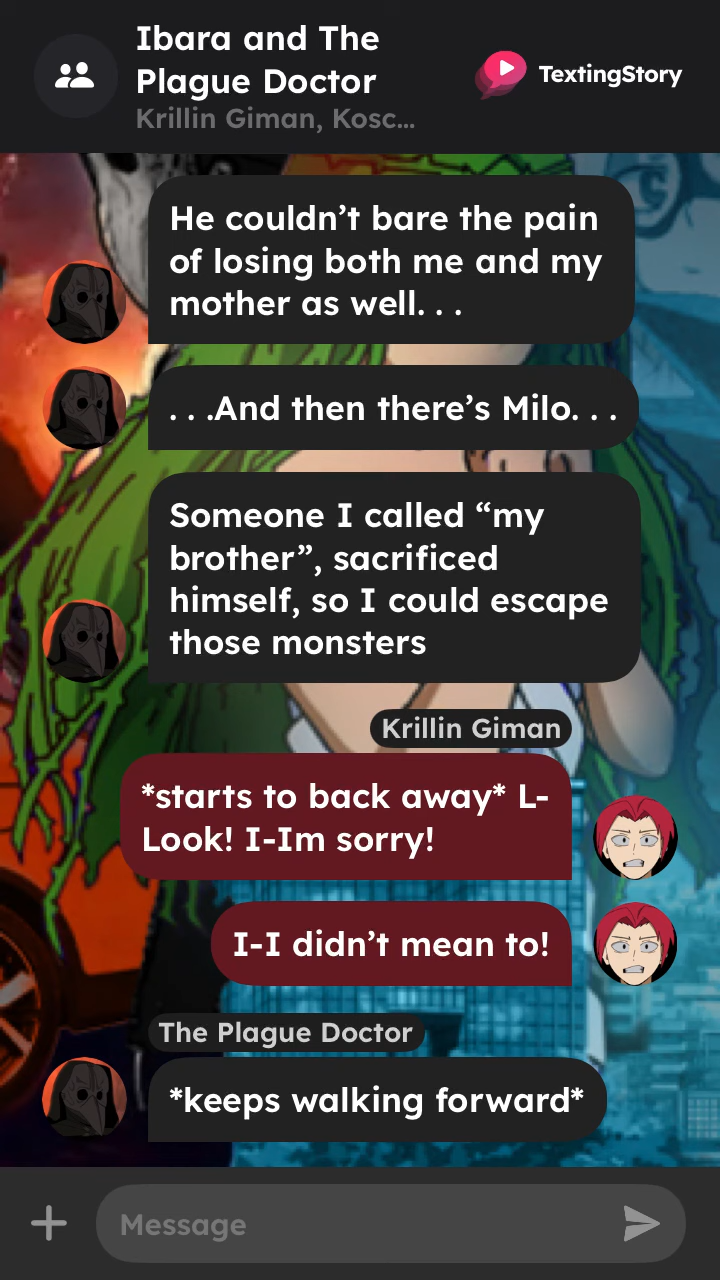 Ibara and The
Plague Doctor
Krillin Giman, Kosc...
TextingStory
He couldn’t bare the pain
of losing both me and my
mother as well. . .
. . .And then there’s Milo. . .
Someone I called “my
brother”, sacrificed
himself, so I could escape
those monsters
Krillin Giman
*starts to back away* L-
Look! I-Im sorry!
I-I didn’t mean to!
The Plague Doctor
*keeps walking forward*
Message